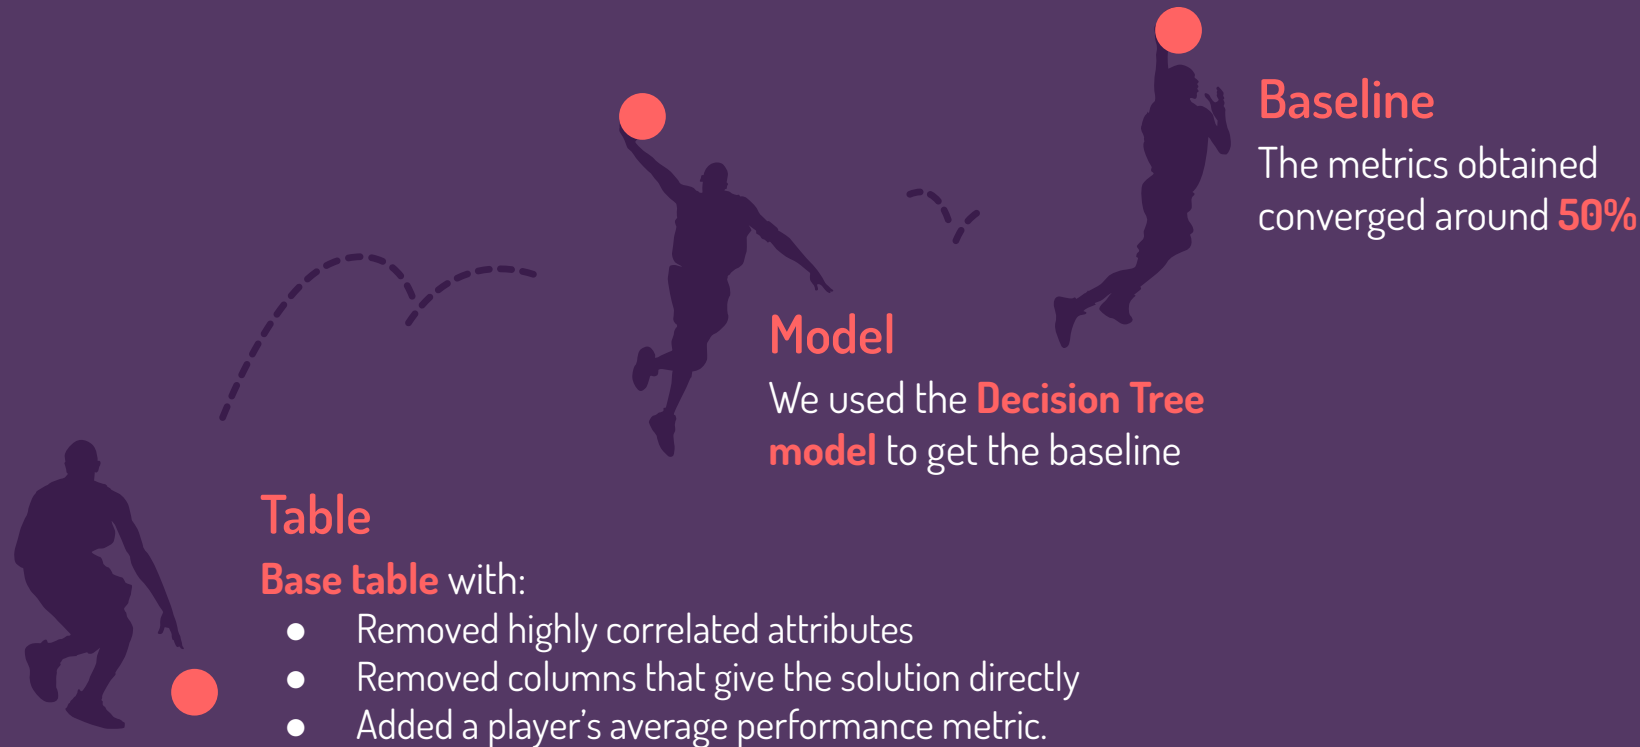 Baseline
The metrics obtained
converged around 50%
Model
We used the Decision Tree
model to get the baseline
Table
Base table with:
● Removed highly correlated attributes
● Removed columns that give the solution directly
● Added a player’s average performance metric.